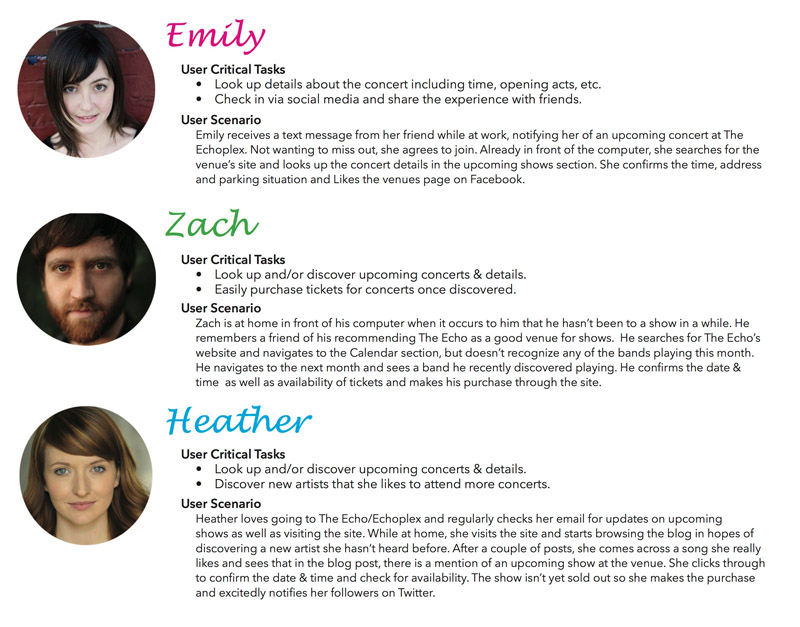 Emily
User Critical Tasks
• Look up details about the concert including time, opening acts, etc.
• Check in via social media and share the experience with friends.
User Scenario
Emily receives a text message from her friend while at work, notifying her of an upcoming concert at The
Echoplex. Not wanting to miss out, she agrees to join. Already in front of the computer, she searches for the
venue's site and looks up the concert details in the upcoming shows section. She confirms the time, address
and parking situation and Likes the venues page on Facebook.
Zach
User Critical Tasks
• Look up and/or discover upcoming concerts & details.
• Easily purchase tickets for concerts once discovered.
User Scenario
Zach is at home in front of his computer when it occurs to him that he hasn't been to a show in a while. He
remembers a friend of his recommending The Echo as a good venue for shows.  He searches for The Echo's
website and navigates to the Calendar section, but doesn't recognize any of the bands playing this month.
He navigates to the next month and sees a band he recently discovered playing. He confirms the date &
time  as well as availability of tickets and makes his purchase through the site.
Heather
User Critical Tasks
• Look up and/or discover upcoming concerts & details.
• Discover new artists that she likes to attend more concerts.
User Scenario
Heather loves going to The Echo/Echoplex and regularly checks her email for updates on upcoming
shows as well as visiting the site. While at home, she visits the site and starts browsing the blog in hopes of
discovering a new artist she hasn't heard before. After a couple of posts, she comes across a song she really
likes and sees that in the blog post, there is a mention of an upcoming show at the venue. She clicks through
to confirm the date & time and check for availability. The show isn't yet sold out so she makes the purchase
and excitedly notifies her followers on Twitter.